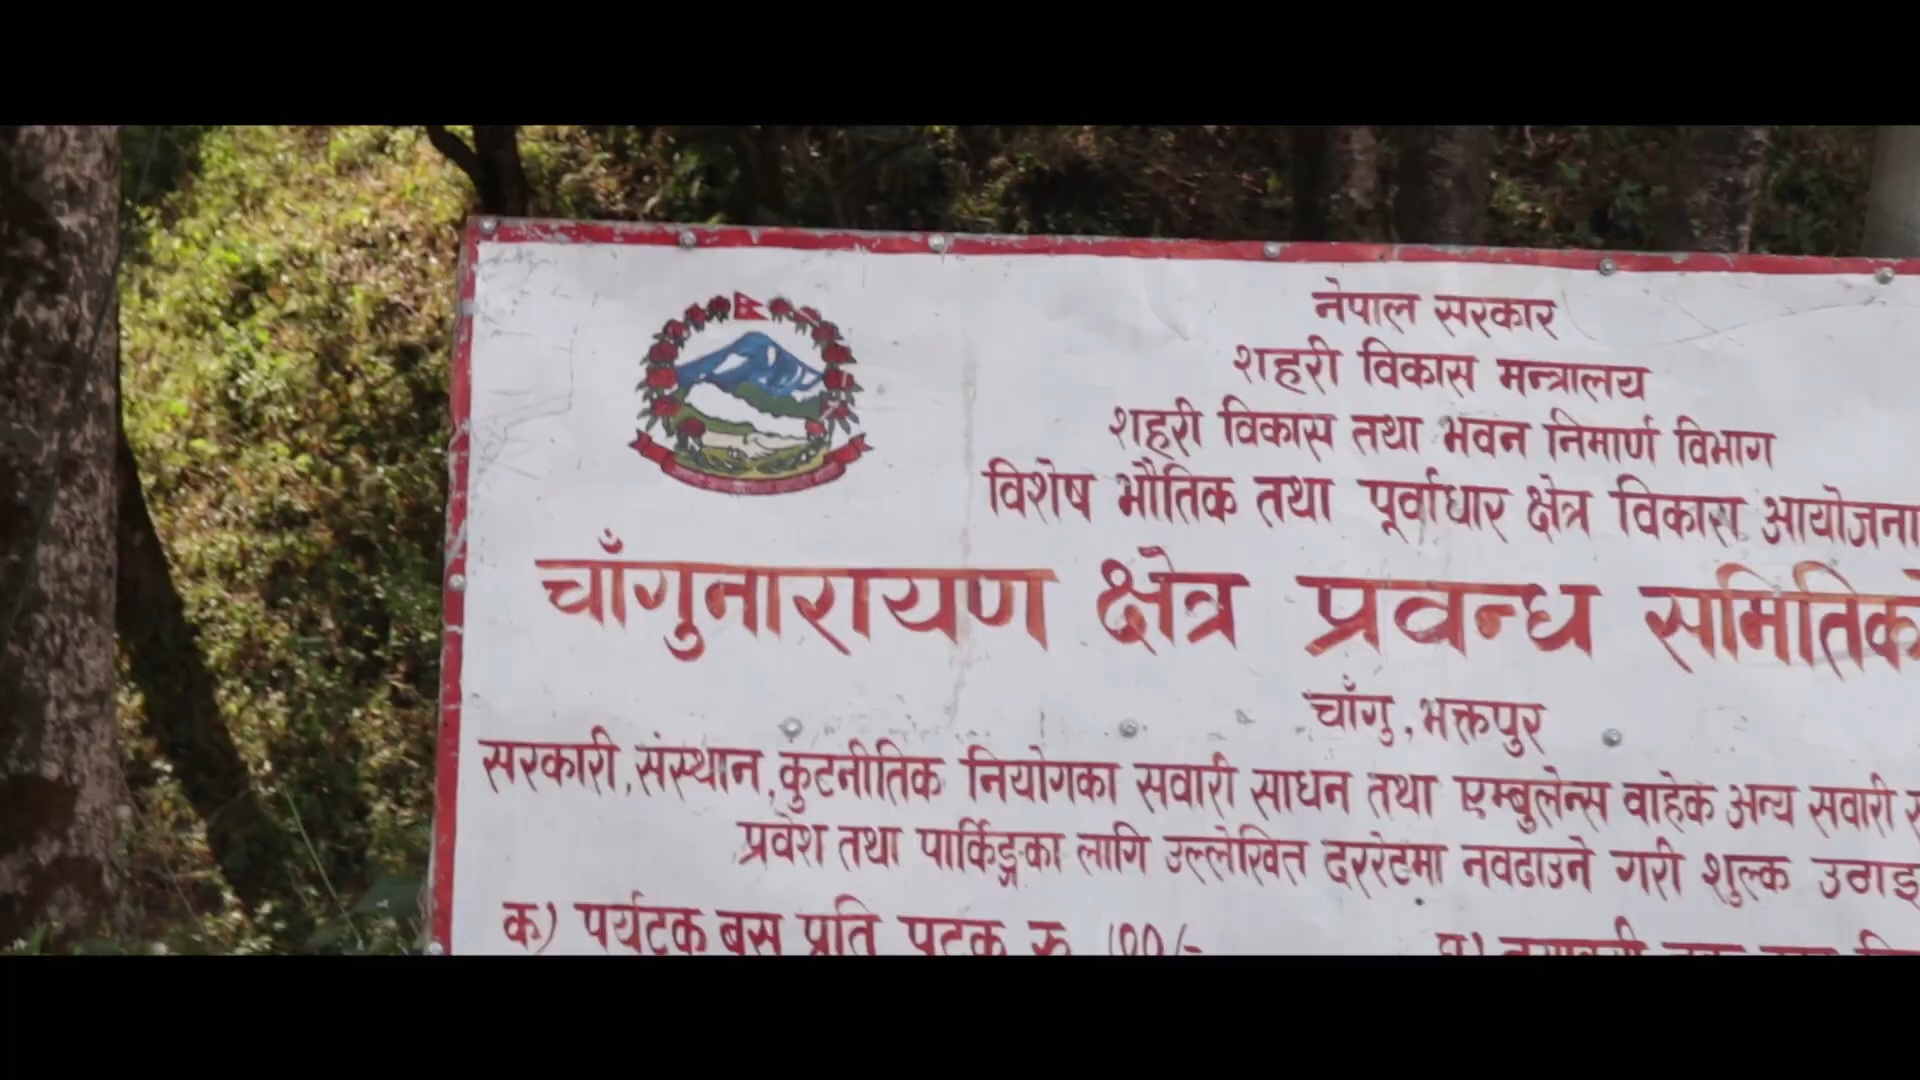 नेपाल सरकार
शहरी विकास मन्त्रालय
शहरी विकास तथा भवन निमार्ण विभाग
विशेष भौतिक तथा पूर्वाधार क्षेत्र विकास आयोजना
चाँगुनारायण क्षेत्र प्रवन्ध समितिको
चाँगु, भक्तपुर
सरकारी, संस्थान, कुटनीतिक नियोगका सवारी साधन तथा एम्बुलेन्स वाहेक अन्य सवारी
प्रवेश तथा पार्किङ्गका लागि उल्लेखित दररेटमा नवढाउने गरी शुल्क
क) पर्यटक बस प्रति पटक रु १००/-